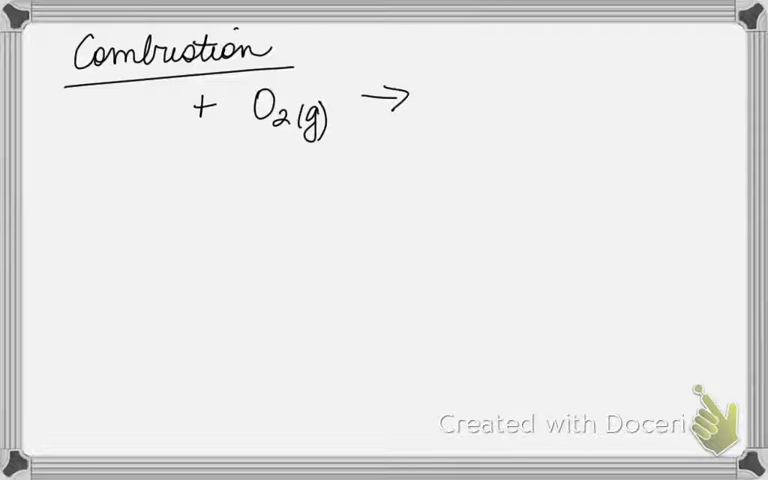 Combustion
+ O₂(g) →
Created with Doceri